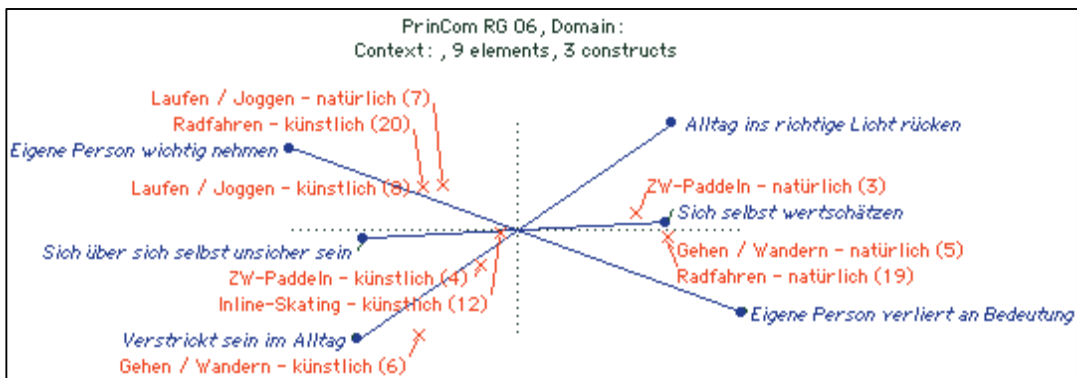 PrinCom RG 06, Domain:
Context: , 9 elements, 3 constructs
Laufen / Joggen - natürlich (7)
Radfahren - künstlich (20)
Alltag ins richtige Licht rücken
Eigene Person wichtig nehmen
Laufen / Joggen - künstlich (8)
ZW-Paddeln - natürlich (3)
Sich selbst wertschätzen
Sich über sich selbst unsicher sein
Gehen / Wandern - natürlich (5)
ZW-Paddeln - künstlich (4)
Radfahren - natürlich (19)
Inline-Skating - künstlich (12)
Eigene Person verliert an Bedeutung
Verstrickt sein im Alltag
Gehen / Wandern - künstlich (6)